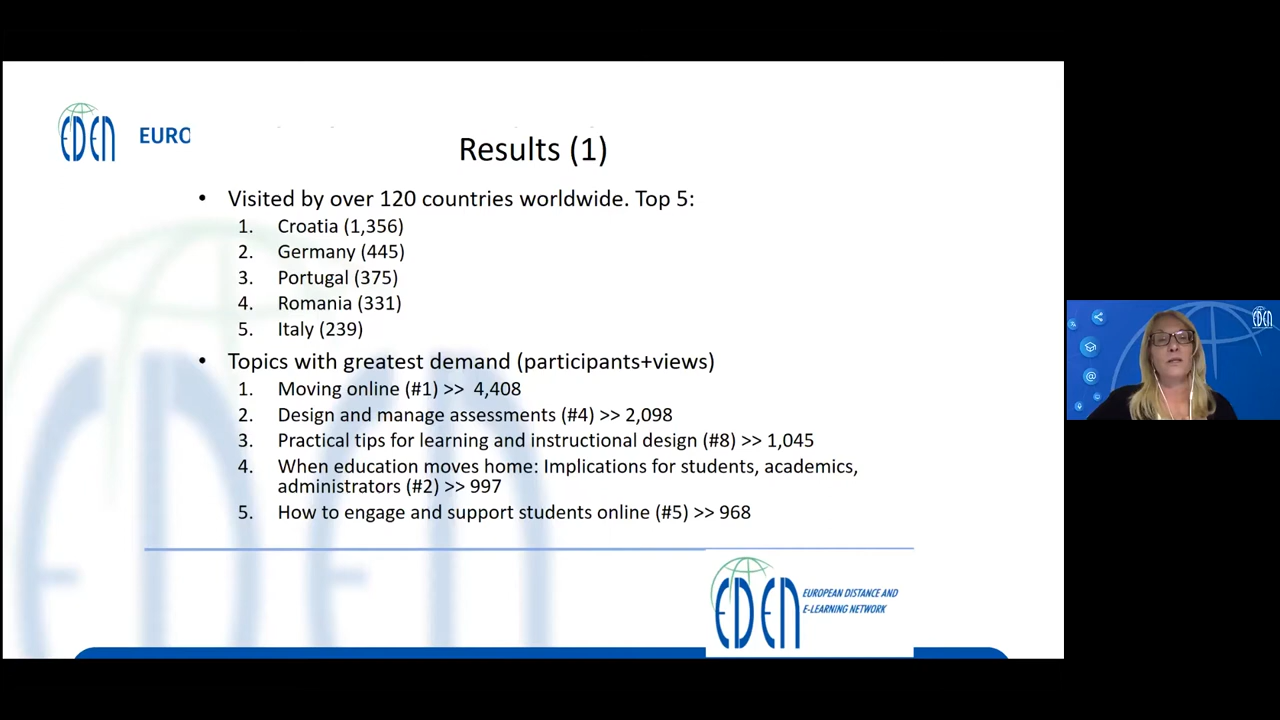 EDEN
EURO
Results (1)
• Visited by over 120 countries worldwide. Top 5:
1. Croatia (1,356)
2. Germany (445)
3. Portugal (375)
4. Romania (331)
5. Italy (239)
• Topics with greatest demand (participants+views)
1. Moving online (#1) >> 4,408
2. Design and manage assessments (#4) >> 2,098
3. Practical tips for learning and instructional design (#8) >> 1,045
4. When education moves home: Implications for students, academics,
administrators (#2) >> 997
5. How to engage and support students online (#5) >> 968
EDEN
EUROPEAN DISTANCE AND
E-LEARNING NETWORK
EDEN
EDEN
@